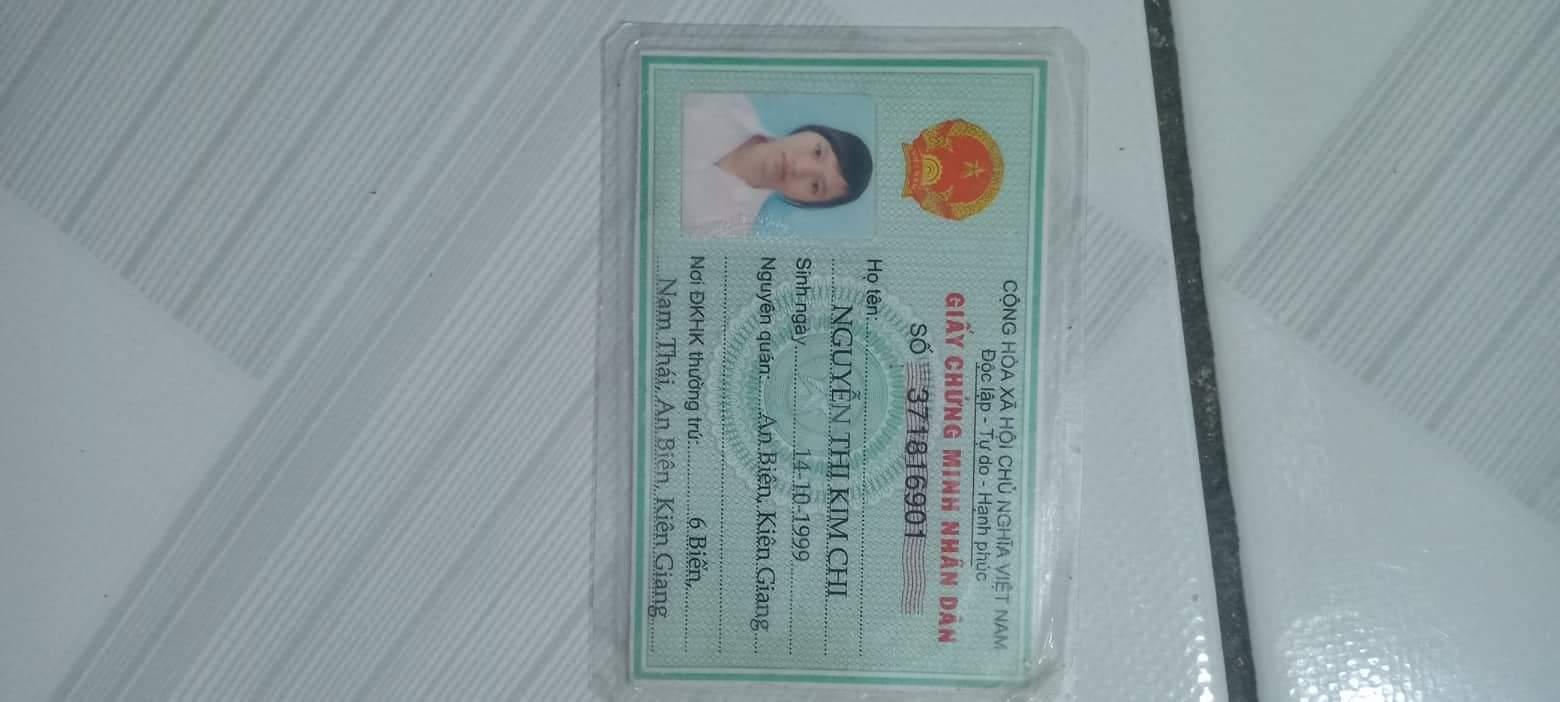 CỘNG HÒA XÃ HỘI CHỦ NGHĨA VIỆT NAM
Độc lập - Tự do - Hạnh phúc
GIẤY CHỨNG MINH NHÂN DÂN
SỐ 371816901
Họ tên:
NGUYỄN THỊ KIM CHI
Sinh ngày 14-10-1999
Nguyên quán: An Biên, Kiên Giang
Nơi ĐKHK thường trú: 6 Biển,
Nam Thái, An Biên, Kiên Giang